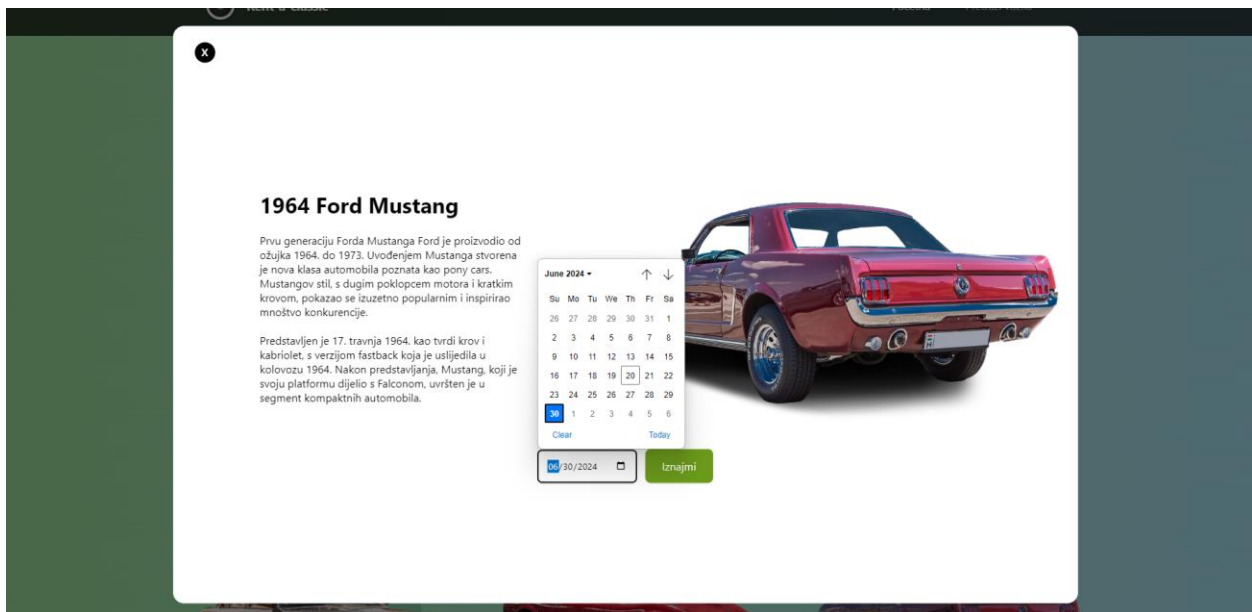 Rent-a-Classic
X
1964 Ford Mustang
Prvu generaciju Forda Mustanga Ford je proizvodio od
ožujka 1964. do 1973. Uvođenjem Mustanga stvorena
je nova klasa automobila poznata kao pony cars.
Mustangov stil, s dugim poklopcem motora i kratkim
krovom, pokazao se izuzetno popularnim i inspirirao
mnoštvo konkurencije.
Predstavljen je 17. travnja 1964. kao tvrdi krov i
kabriolet, s verzijom fastback koja je uslijedila u
kolovozu 1964. Nakon predstavljanja, Mustang, koji je
svoju platformu dijelio s Falconom, uvršten je u
segment kompaktnih automobila.
June 2024
Su Mo Tu We Th Fr Sa
26 27 28 29 30 31 1
2 3 4 5 6 7 8
9 10 11 12 13 14 15
16 17 18 19 20 21 22
23 24 25 26 27 28 29
30 1 2 3 4 5 6
Clear Today
06/30/2024
Iznajmi